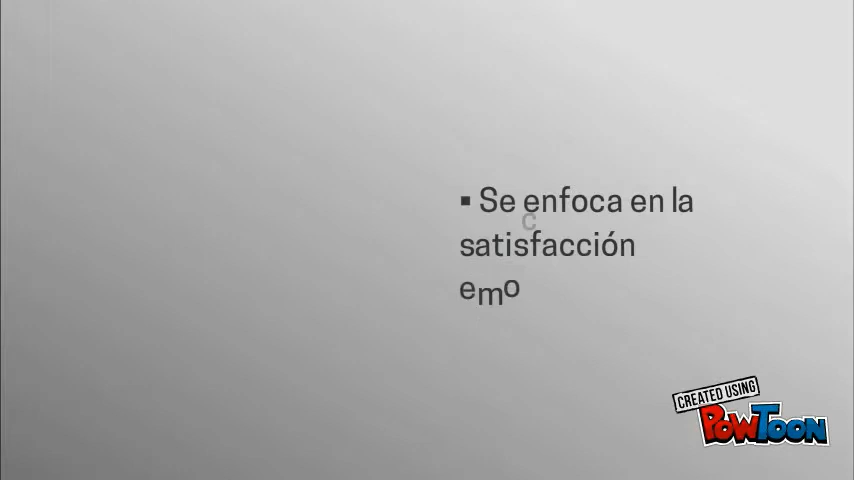 ▪ Se enfoca en la
satisfacción
emo
c
CREATED USING
POWTOON